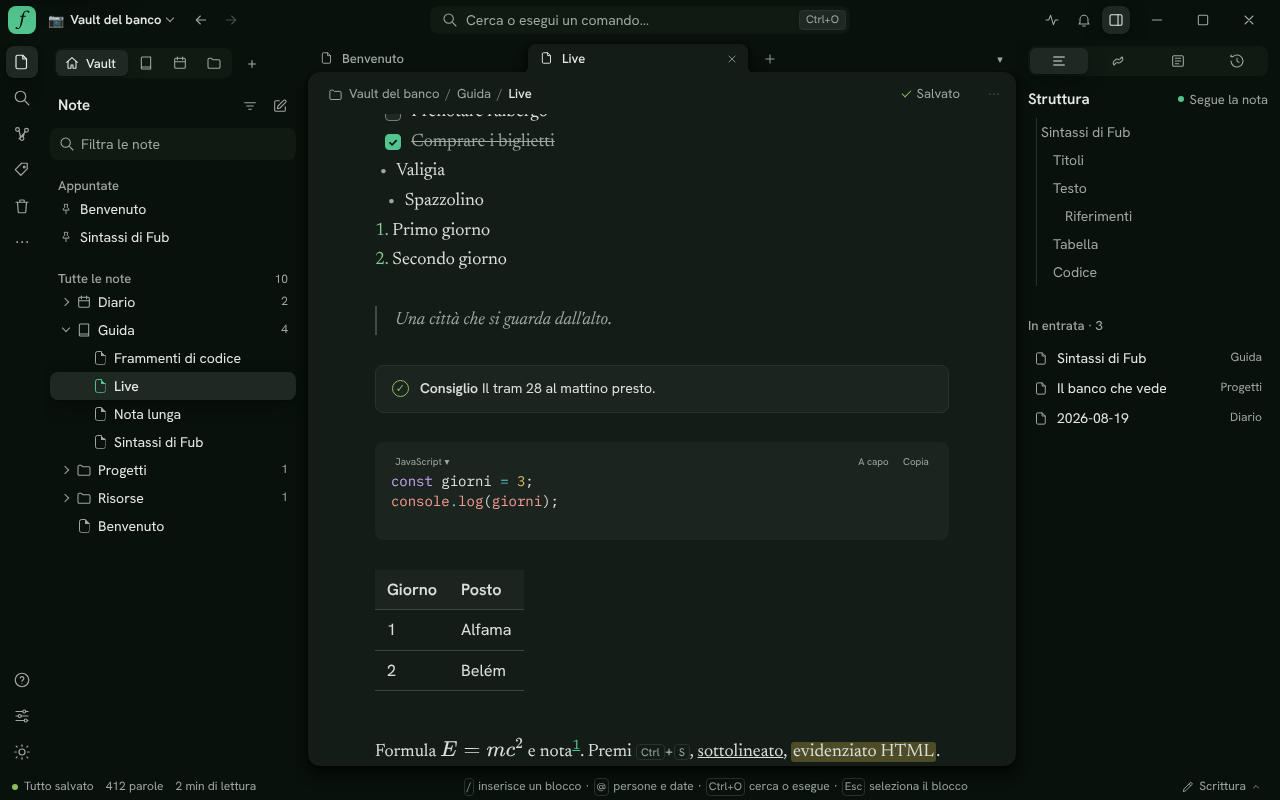 Vault del banco
Cerca o esegui un comando…
Ctrl+O
Vault
Benvenuto
Live
Note
Filtra le note
Appuntate
Benvenuto
Sintassi di Fub
Tutte le note 10
Diario 2
Guida 4
Frammenti di codice
Live
Nota lunga
Sintassi di Fub
Progetti 1
Risorse 1
Benvenuto
Vault del banco / Guida / Live
Salvato
Prenotare l'albergo
Comprare i biglietti
• Valigia
• Spazzolino
1. Primo giorno
2. Secondo giorno
Una città che si guarda dall'alto.
Consiglio Il tram 28 al mattino presto.
JavaScript ▾ A capo Copia
const giorni = 3;
console.log(giorni);
Giorno Posto
1 Alfama
2 Belém
Formula E = mc² e nota1. Premi Ctrl+S, sottolineato, evidenziato HTML.
Struttura
Segue la nota
Sintassi di Fub
Titoli
Testo
Riferimenti
Tabella
Codice
In entrata · 3
Sintassi di Fub Guida
Il banco che vede Progetti
2026-08-19 Diario
Tutto salvato 412 parole 2 min di lettura
/ inserisce un blocco · @ persone e date · Ctrl+O cerca o esegue · Esc seleziona il blocco
Scrittura